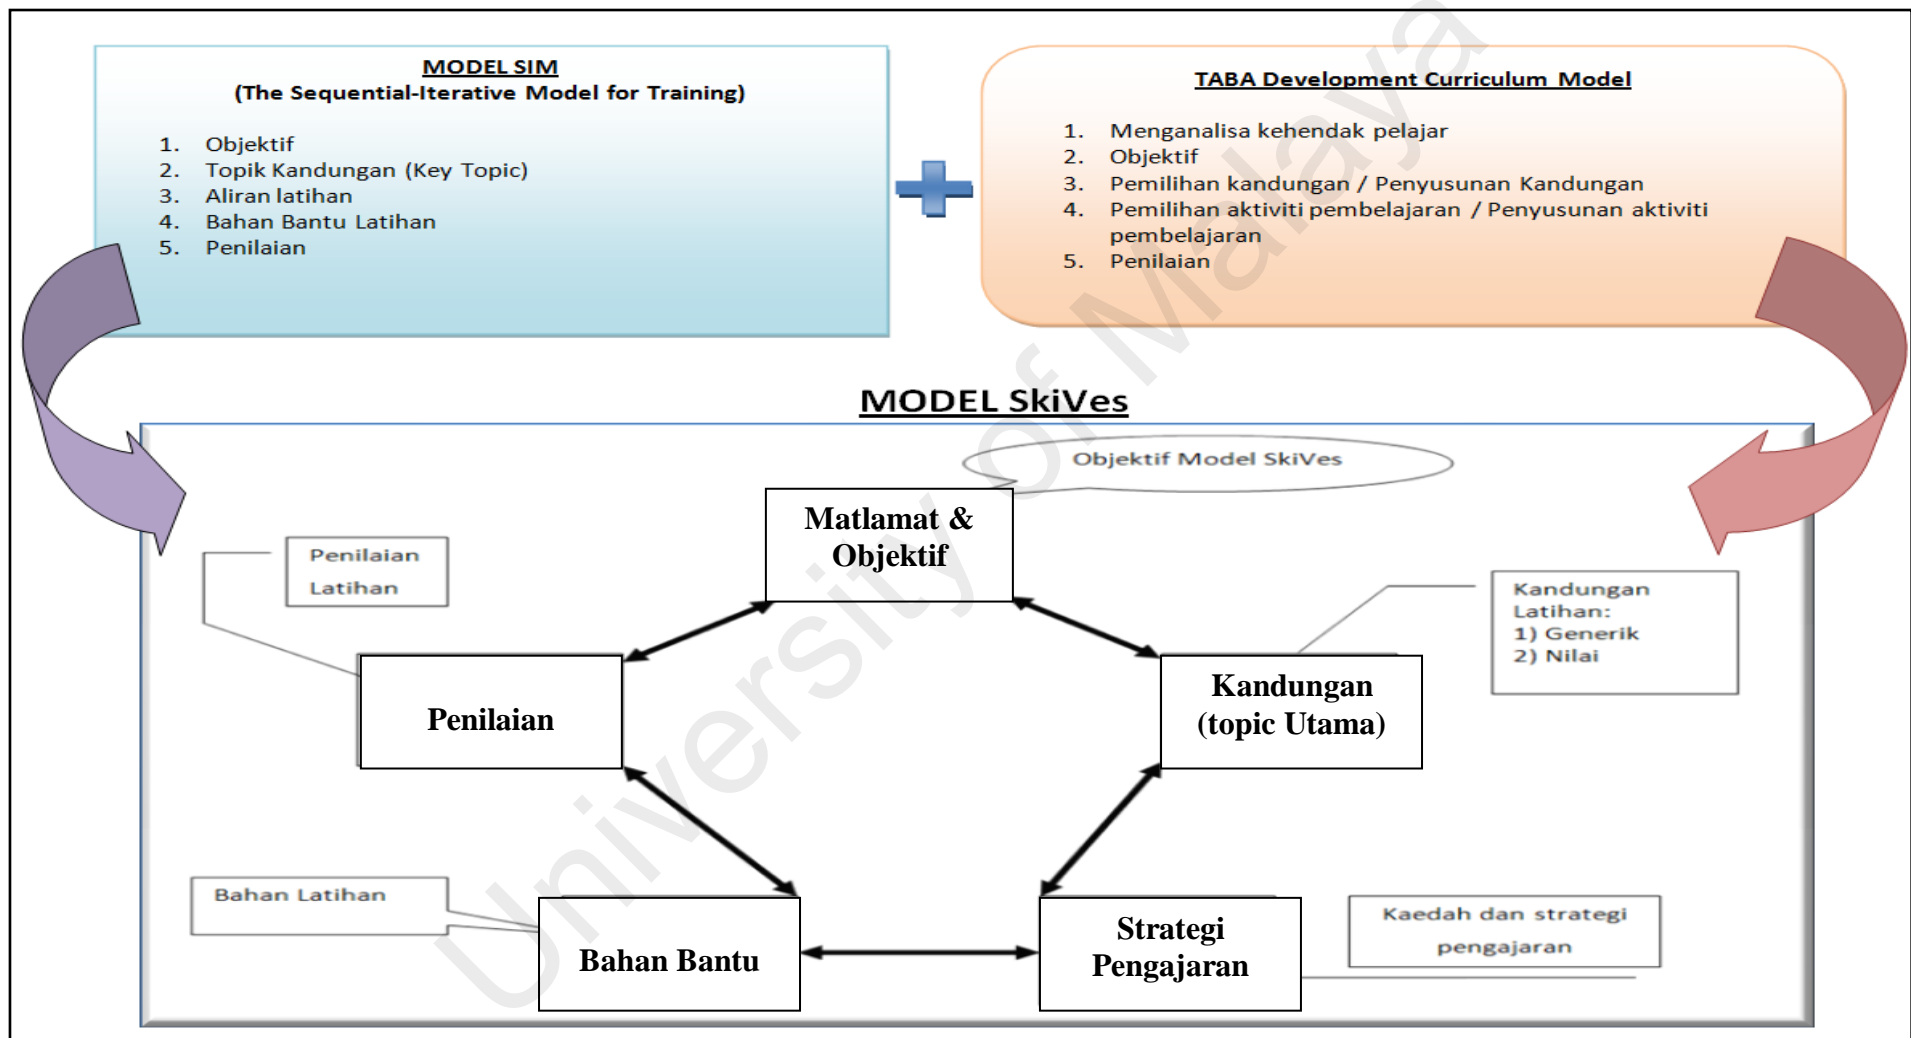 MODEL SIM
(The Sequential-Iterative Model for Training)
1. Objektif
2. Topik Kandungan (Key Topic)
3. Aliran latihan
4. Bahan Bantu Latihan
5. Penilaian
TABA Development Curriculum Model
1. Menganalisa kehendak pelajar
2. Objektif
3. Pemilihan kandungan / Penyusunan Kandungan
4. Pemilihan aktiviti pembelajaran / Penyusunan aktiviti
pembelajaran
5. Penilaian
MODEL SkiVes
Objektif Model SkiVes
Matlamat &
Objektif
Penilaian
Latihan
Kandungan
Latihan:
1) Generik
2) Nilai
Penilaian
Kandungan
(topic Utama)
Bahan Latihan
Bahan Bantu
Strategi
Pengajaran
Kaedah dan strategi
pengajaran
University of Malaya